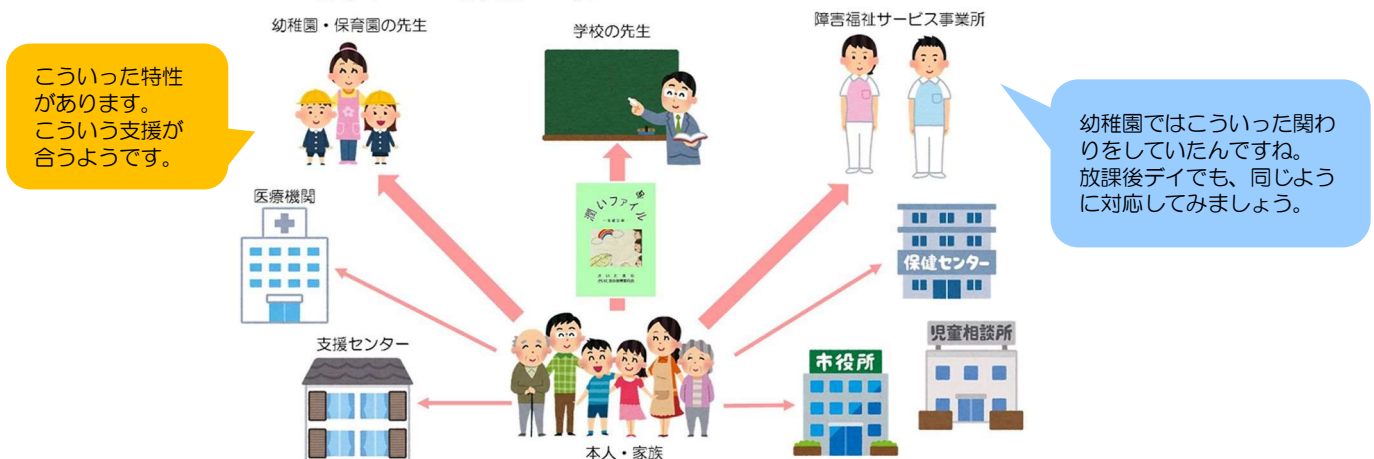 幼稚園・保育園の先生
学校の先生
障害福祉サービス事業所
こういった特性
があります。
こういう支援が
合うようです。
幼稚園ではこういった関わ
りをしていたんですね。
放課後デイでも、同じよう
に対応してみましょう。
医療機関
潤いファイル
保健センター
支援センター
児童相談所
市役所
本人・家族